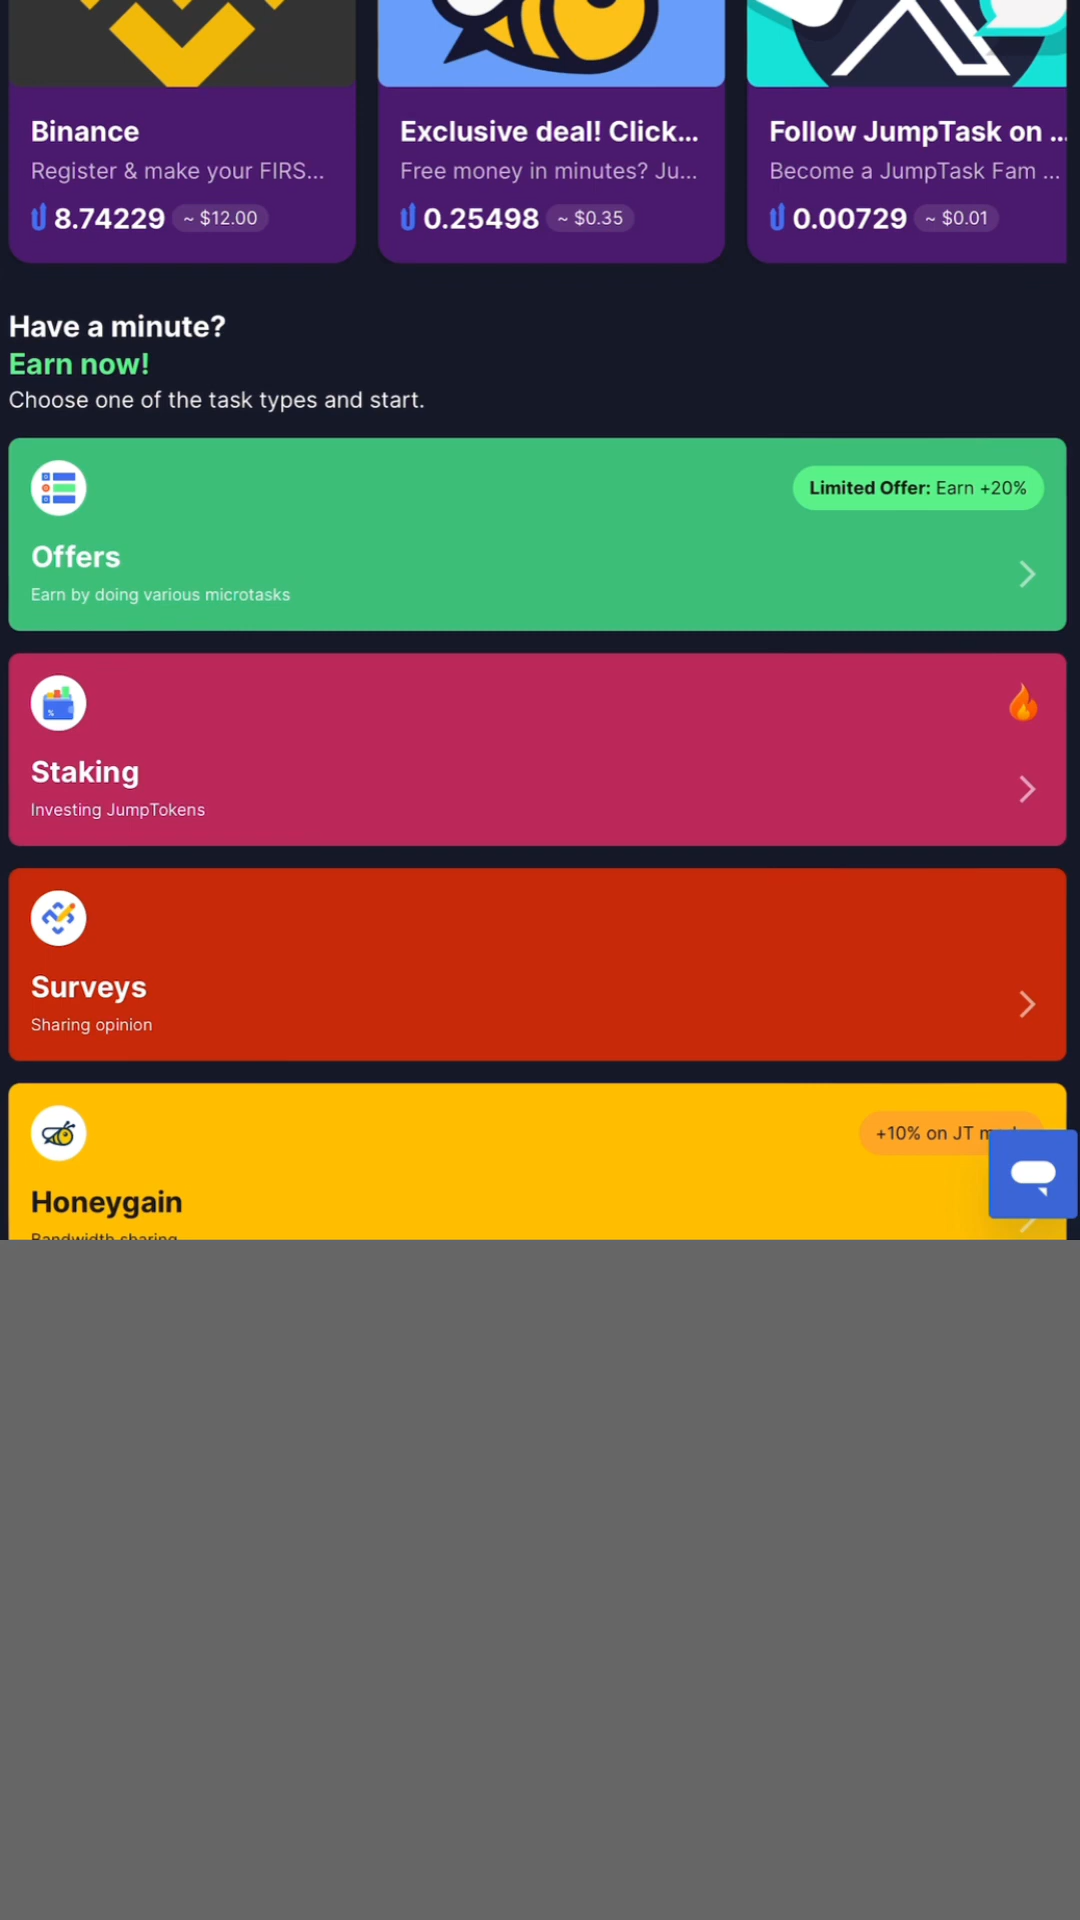 Binance
Register & make your FIRS...
8.74229 ~ $12.00
Exclusive deal! Click...
Free money in minutes? Ju...
0.25498 ~ $0.35
Follow JumpTask on ...
Become a JumpTask Fam ...
0.00729 ~ $0.01
Have a minute?
Earn now!
Choose one of the task types and start.
Limited Offer: Earn +20%
Offers
Earn by doing various microtasks
Staking
Investing JumpTokens
Surveys
Sharing opinion
+10% on JT
Honeygain
Bandwidth sharing